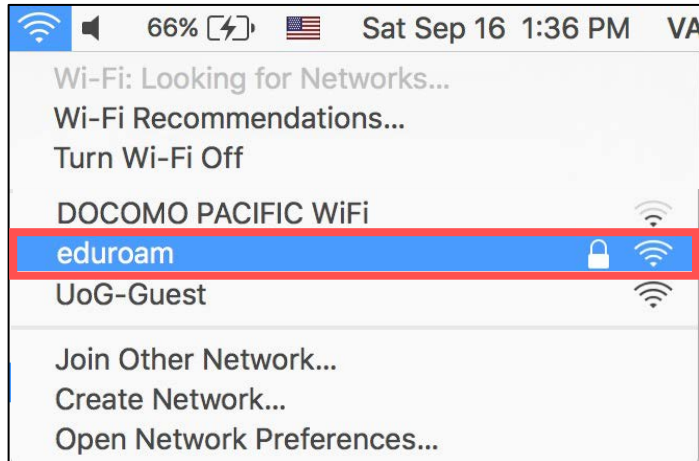 66% Sat Sep 16 1:36 PM VA
Wi-Fi: Looking for Networks...
Wi-Fi Recommendations...
Turn Wi-Fi Off
DOCOMO PACIFIC WiFi
eduroam
UoG-Guest
Join Other Network...
Create Network...
Open Network Preferences...